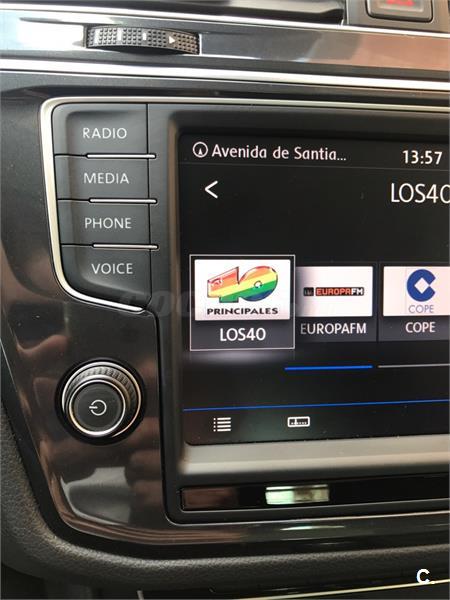 RADIO
MEDIA
PHONE
VOICE
Avenida de Santia... 13:57
< LOS40
40
PRINCIPALES
LOS40
EUROPAFM
EUROPAFM
COPE
COPE
C.